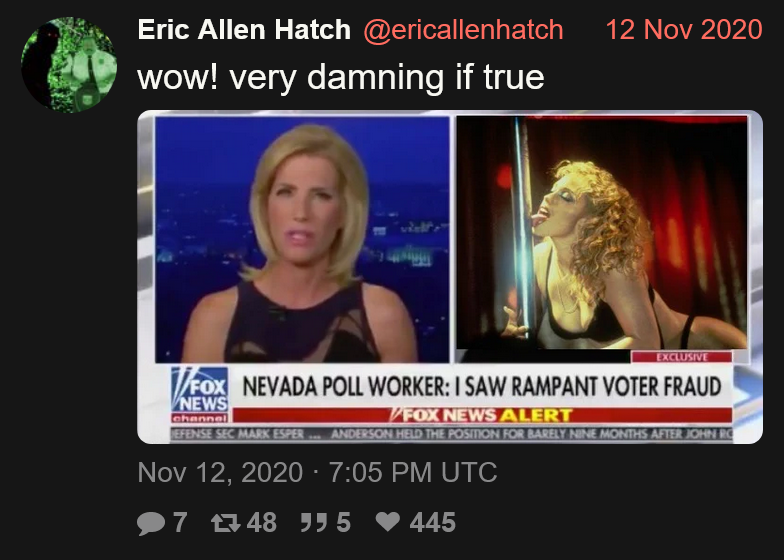 Eric Allen Hatch @ericallenhatch 12 Nov 2020
wow! very damning if true
EXCLUSIVE
FOX
NEWS
channel
NEVADA POLL WORKER: I SAW RAMPANT VOTER FRAUD
FOX NEWS ALERT
EFENSE SEC MARK ESPER ... ANDERSON HELD THE POSITION FOR BARELY NINE MONTHS AFTER JOHN RO
Nov 12, 2020 · 7:05 PM UTC
7 48 5 445